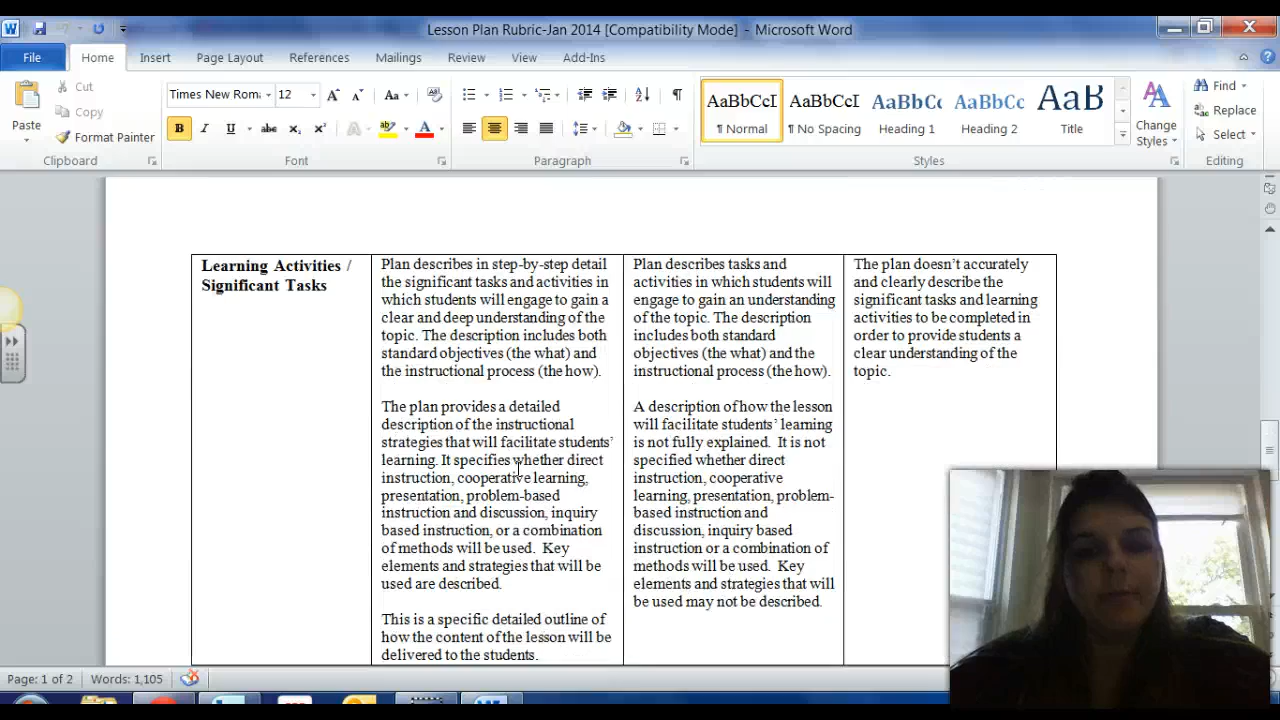 Lesson Plan Rubric-Jan 2014 [Compatibility Mode] - Microsoft Word
File Home Insert Page Layout References Mailings Review View Add-Ins
Paste
Cut
Copy
Format Painter
Clipboard
Times New Rom 12
Font
Paragraph
AaBbCcI AaBbCcI AaBbCc AaBbCc AaB
¶ Normal ¶ No Spacing Heading 1 Heading 2 Title
Change
Styles
Styles
Find
Replace
Select
Editing
Learning Activities /
Significant Tasks
Plan describes in step-by-step detail
the significant tasks and activities in
which students will engage to gain a
clear and deep understanding of the
topic. The description includes both
standard objectives (the what) and
the instructional process (the how).
The plan provides a detailed
description of the instructional
strategies that will facilitate students’
learning. It specifies whether direct
instruction, cooperative learning,
presentation, problem-based
instruction and discussion, inquiry
based instruction, or a combination
of methods will be used. Key
elements and strategies that will be
used are described.
This is a specific detailed outline of
how the content of the lesson will be
delivered to the students.
Plan describes tasks and
activities in which students will
engage to gain an understanding
of the topic. The description
includes both standard
objectives (the what) and the
instructional process (the how).
A description of how the lesson
will facilitate students’ learning
is not fully explained. It is not
specified whether direct
instruction, cooperative
learning, presentation, problem-
based instruction and
discussion, inquiry based
instruction or a combination of
methods will be used. Key
elements and strategies that will
be used may not be described.
The plan doesn’t accurately
and clearly describe the
significant tasks and learning
activities to be completed in
order to provide students a
clear understanding of the
topic.
Page: 1 of 2 Words: 1,105